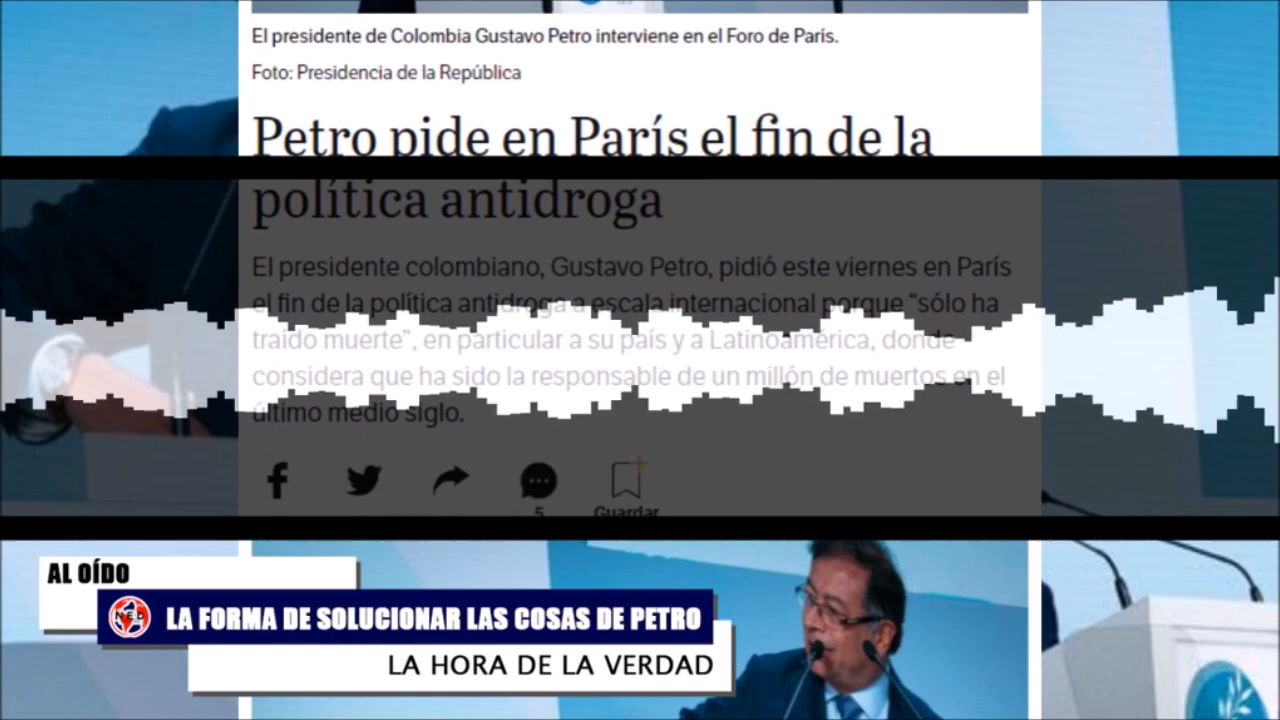 El presidente de Colombia Gustavo Petro interviene en el Foro de París.
Foto: Presidencia de la República
Petro pide en París el fin de la
política antidroga
El presidente colombiano, Gustavo Petro, pidió este viernes en París
el fin de la política antidroga a escala internacional porque “sólo ha
traído muerte”, en particular a su país y a Latinoamérica, donde
considera que ha sido la responsable de un millón de muertos en el
último medio siglo.
5
Guardar
AL OÍDO
LA FORMA DE SOLUCIONAR LAS COSAS DE PETRO
LA HORA DE LA VERDAD